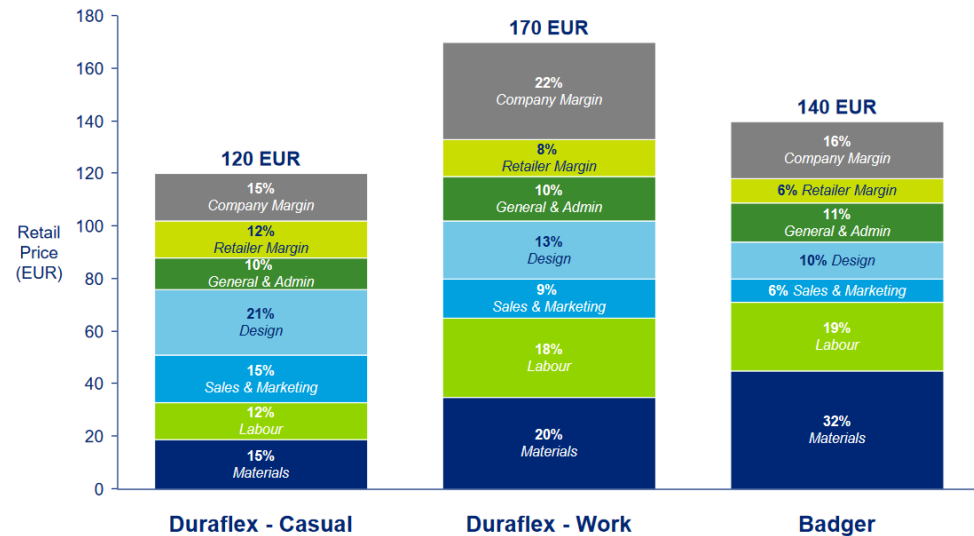 180
160
140
120
100
80
60
40
20
0
Retail
Price
(EUR)
120 EUR
15%
Company Margin
12%
Retailer Margin
10%
General & Admin
21%
Design
15%
Sales & Marketing
12%
Labour
15%
Materials
Duraflex - Casual
170 EUR
22%
Company Margin
8%
Retailer Margin
10%
General & Admin
13%
Design
9%
Sales & Marketing
18%
Labour
20%
Materials
Duraflex - Work
140 EUR
16%
Company Margin
6% Retailer Margin
11%
General & Admin
10% Design
6% Sales & Marketing
19%
Labour
32%
Materials
Badger